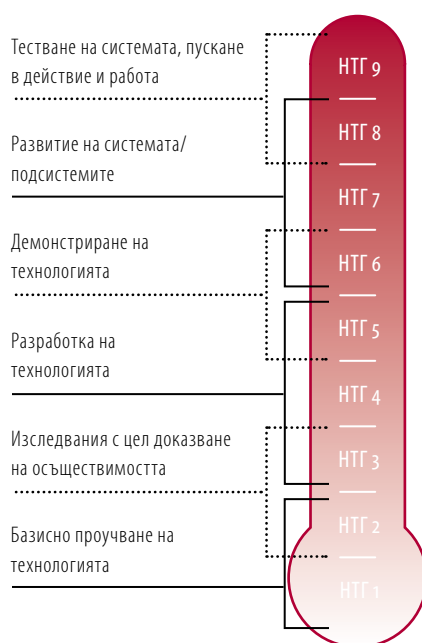 Тестване на системата, пускане
в действие и работа
Развитие на системата/
подсистемите
Демонстриране на
технологията
Разработка на
технологията
Изследвания с цел доказване
на осъществимостта
Базисно проучване на
технологията
НТГ 9
НТГ 8
НТГ 7
НТГ 6
НТГ 5
НТГ 4
НТГ 3
НТГ 2
НТГ 1